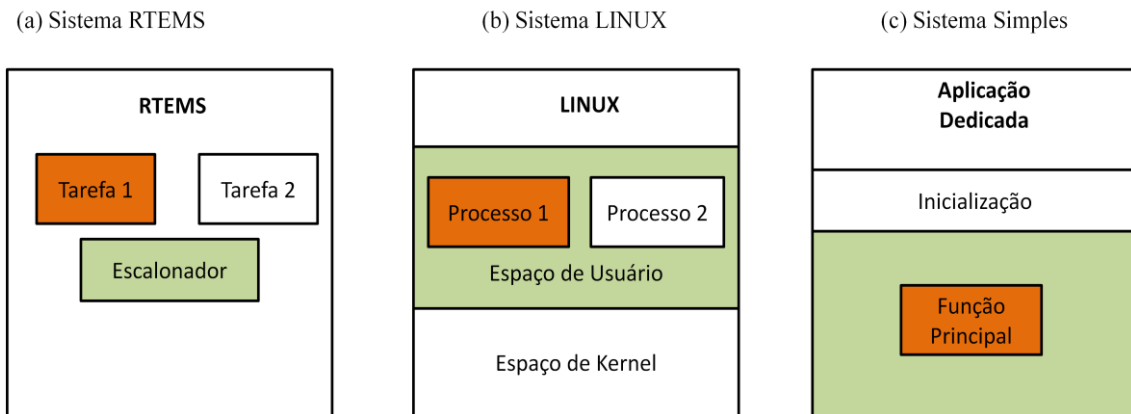 (a) Sistema RTEMS
(b) Sistema LINUX
(c) Sistema Simples
RTEMS
Tarefa 1
Tarefa 2
Escalonador
LINUX
Processo 1
Processo 2
Espaço de Usuário
Espaço de Kernel
Aplicação
Dedicada
Inicialização
Função
Principal